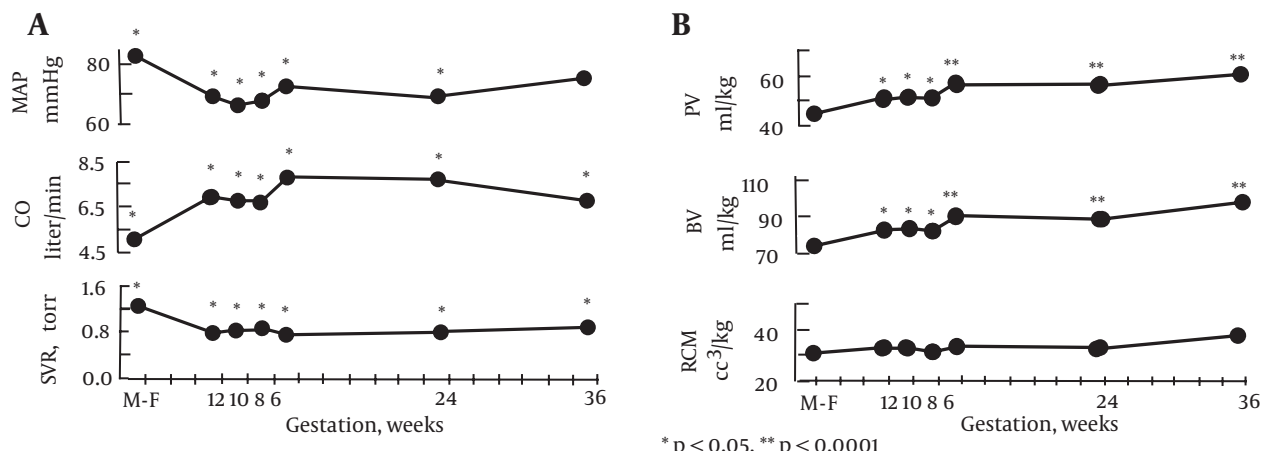 A
*
* * * * *
80
MAP
mmHg
60
8.5
* * * * * * *
CO
liter/min
6.5
4.5
1.6
* * * * * * *
SVR, torr
0.8
0.0
M-F 12 10 8 6 24 36
Gestation, weeks
B
60
* * * ** ** **
PV
ml/kg
40
110
* * * ** ** **
BV
ml/kg
90
70
40
RCM
cc³/kg
20
M-F 12 10 8 6 24 36
Gestation, weeks
* p < 0.05, ** p < 0.0001